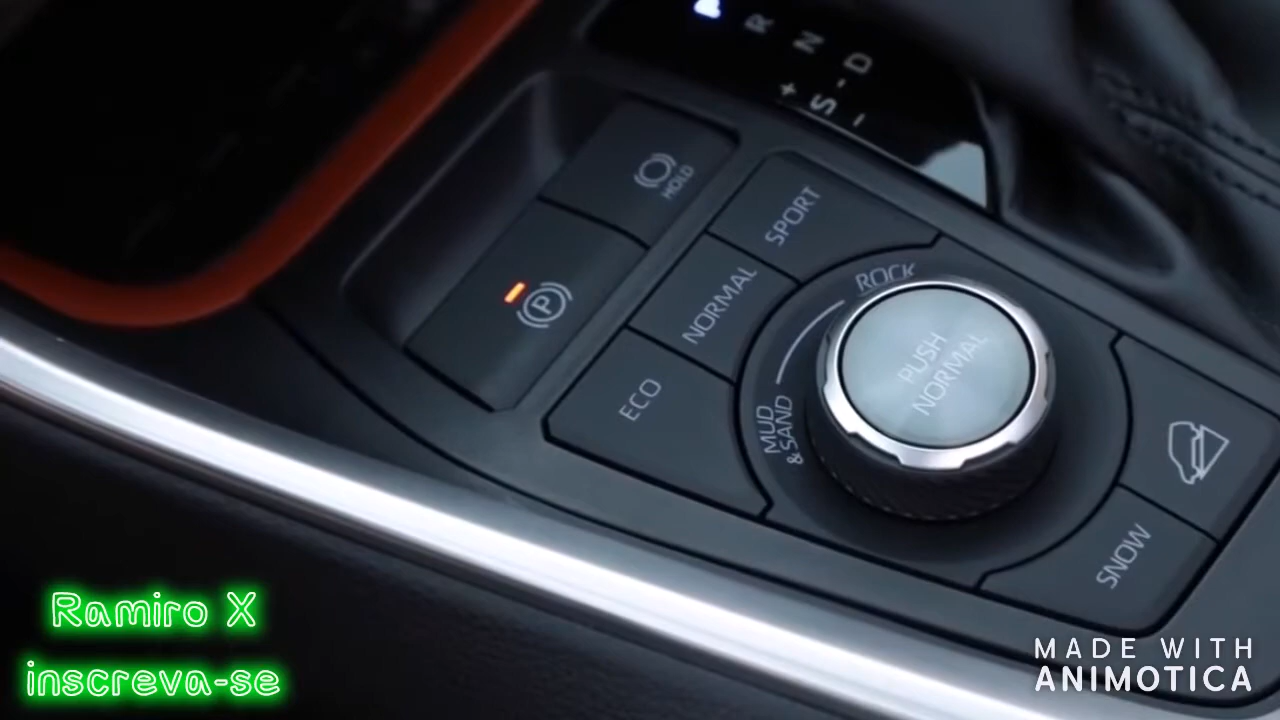 P
R
N
D
+
S
-
-
HOLD
P
SPORT
NORMAL
ECO
ROCK
MUD
& SAND
PUSH
NORMAL
SNOW
Ramiro X
inscreva-se
MADE WITH
ANIMOTICA